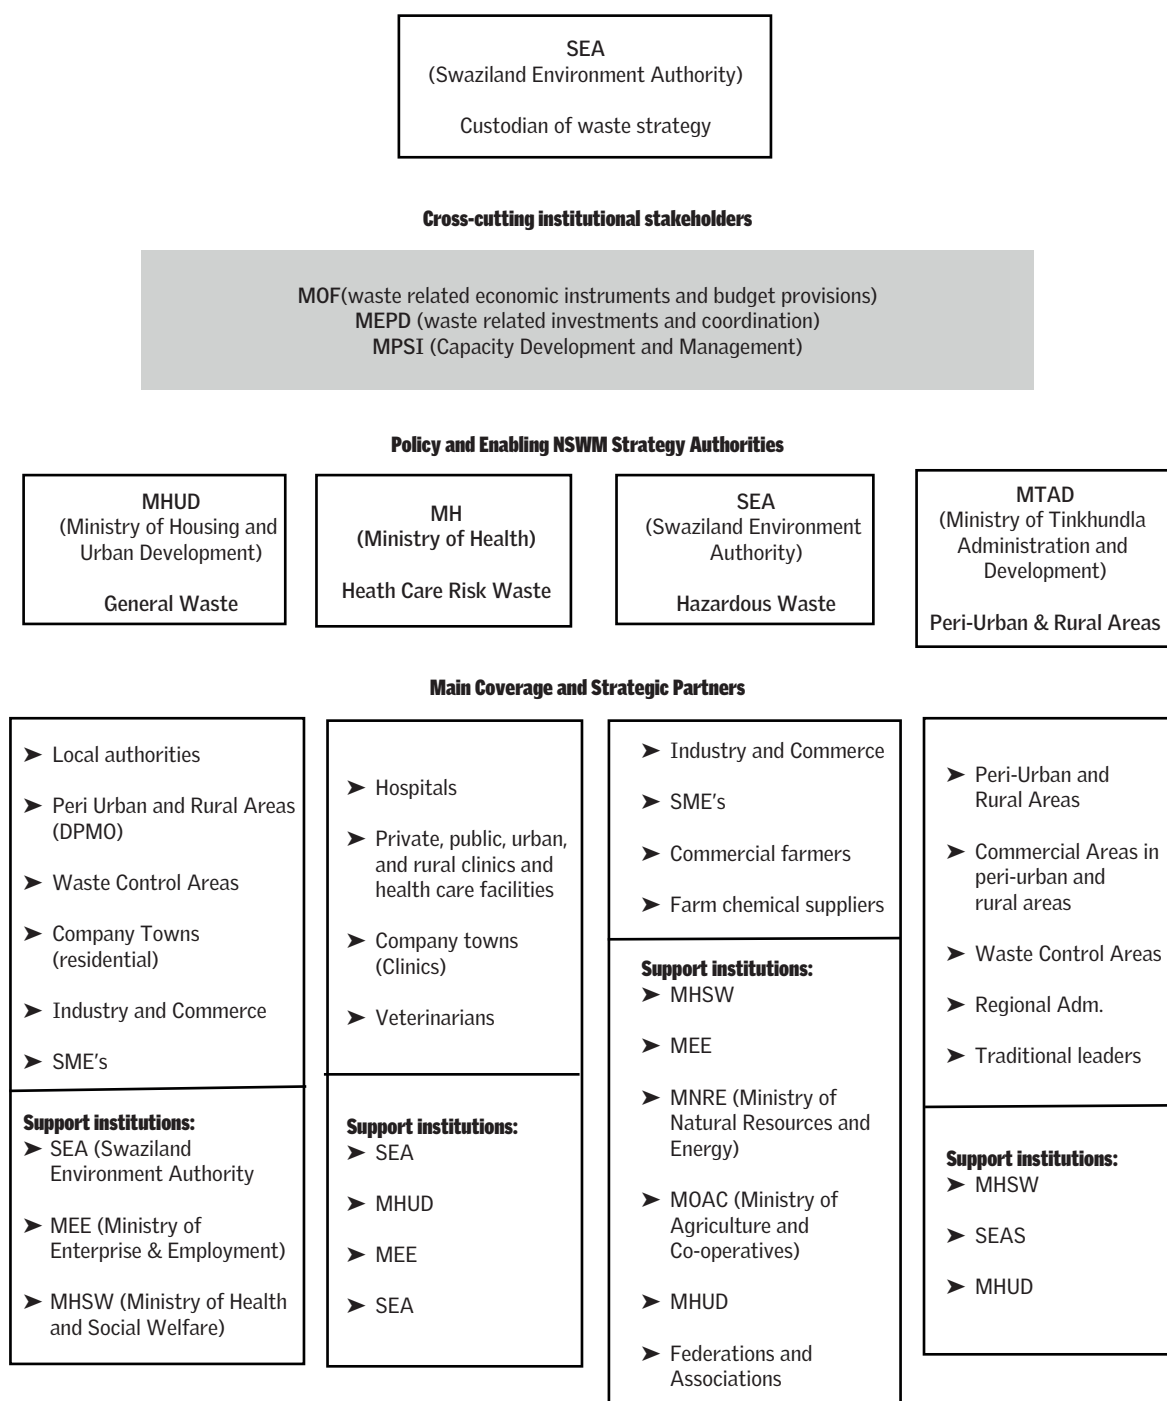 SEA
(Swaziland Environment Authority)
Custodian of waste strategy
Cross-cutting institutional stakeholders
MOF(waste related economic instruments and budget provisions)
MEPD (waste related investments and coordination)
MPSI (Capacity Development and Management)
Policy and Enabling NSWM Strategy Authorities
MHUD
(Ministry of Housing and
Urban Development)
General Waste
MH
(Ministry of Health)
Heath Care Risk Waste
SEA
(Swaziland Environment
Authority)
Hazardous Waste
MTAD
(Ministry of Tinkhundla
Administration and
Development)
Peri-Urban & Rural Areas
Main Coverage and Strategic Partners
➤ Local authorities
➤ Peri Urban and Rural Areas
(DPMO)
➤ Waste Control Areas
➤ Company Towns
(residential)
➤ Industry and Commerce
➤ SME's
Support institutions:
➤ SEA (Swaziland
Environment Authority
➤ MEE (Ministry of
Enterprise & Employment)
➤ MHSW (Ministry of Health
and Social Welfare)
➤ Hospitals
➤ Private, public, urban,
and rural clinics and
health care facilities
➤ Company towns
(Clinics)
➤ Veterinarians
Support institutions:
➤ SEA
➤ MHUD
➤ MEE
➤ SEA
➤ Industry and Commerce
➤ SME's
➤ Commercial farmers
➤ Farm chemical suppliers
Support institutions:
➤ MHSW
➤ MEE
➤ MNRE (Ministry of
Natural Resources and
Energy)
➤ MOAC (Ministry of
Agriculture and
Co-operatives)
➤ MHUD
➤ Federations and
Associations
➤ Peri-Urban and
Rural Areas
➤ Commercial Areas in
peri-urban and
rural areas
➤ Waste Control Areas
➤ Regional Adm.
➤ Traditional leaders
Support institutions:
➤ MHSW
➤ SEAS
➤ MHUD